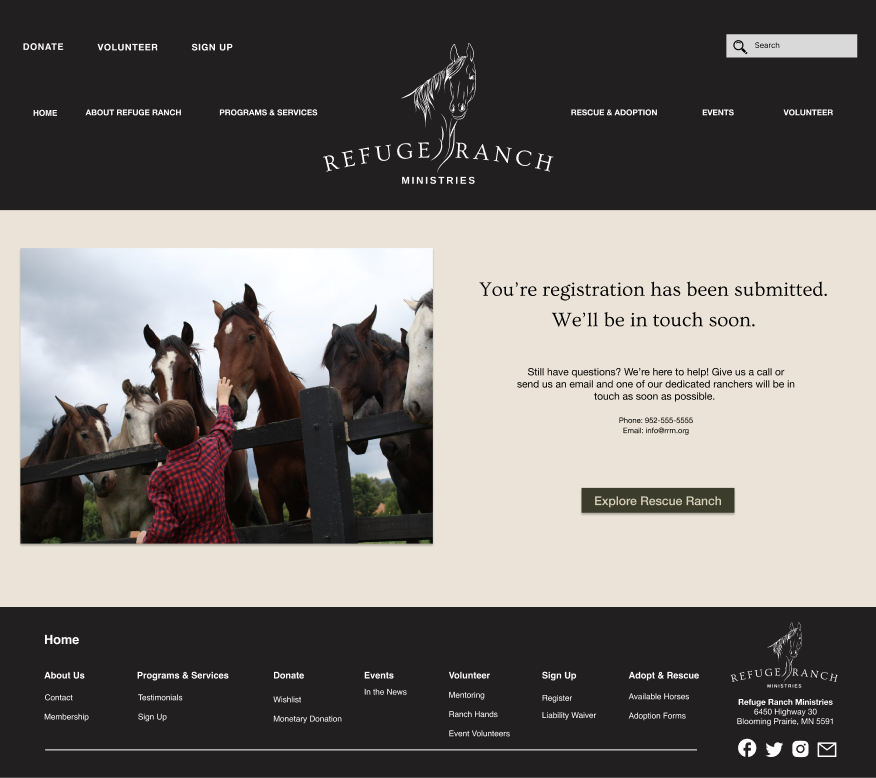 DONATE VOLUNTEER SIGN UP
Search
HOME ABOUT REFUGE RANCH PROGRAMS & SERVICES
RESCUE & ADOPTION EVENTS VOLUNTEER
REFUGE RANCH
MINISTRIES
You're registration has been submitted.
We'll be in touch soon.
Still have questions? We're here to help! Give us a call or
send us an email and one of our dedicated ranchers will be in
touch as soon as possible.
Phone: 952-555-5555
Email: info@rrm.org
Explore Rescue Ranch
Home
About Us
Contact
Membership
Programs & Services
Testimonials
Sign Up
Donate
Wishlist
Monetary Donation
Events
In the News
Volunteer
Mentoring
Ranch Hands
Event Volunteers
Sign Up
Register
Liability Waiver
Adopt & Rescue
Available Horses
Adoption Forms
REFUGE RANCH
MINISTRIES
Refuge Ranch Ministries
6450 Highway 30
Blooming Prairie, MN 5591